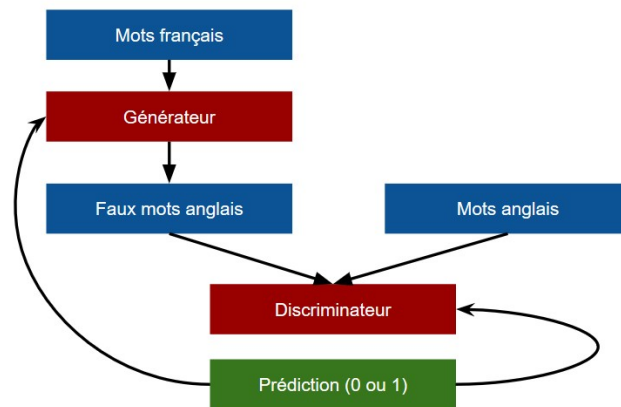 Mots français
Générateur
Faux mots anglais
Mots anglais
Discriminateur
Prédiction (0 ou 1)